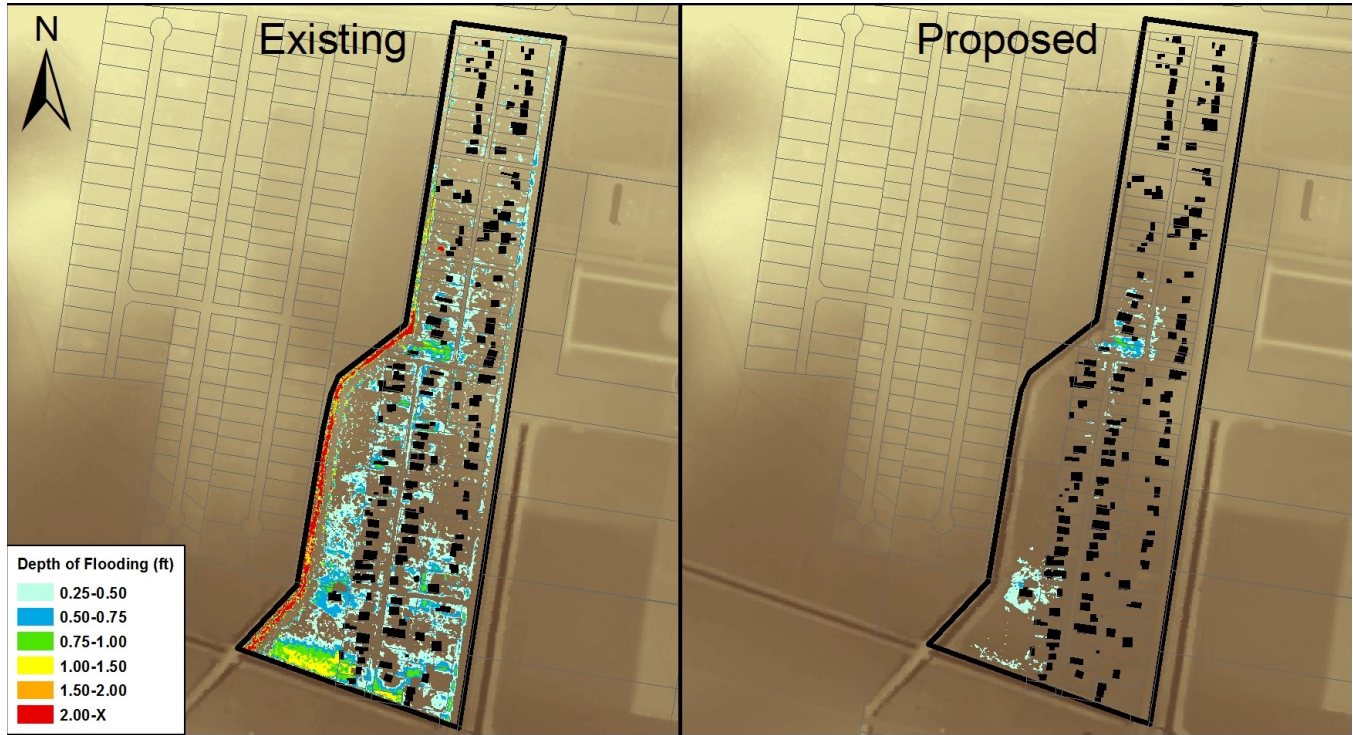 N
Existing
Proposed
Depth of Flooding (ft)
0.25-0.50
0.50-0.75
0.75-1.00
1.00-1.50
1.50-2.00
2.00-X